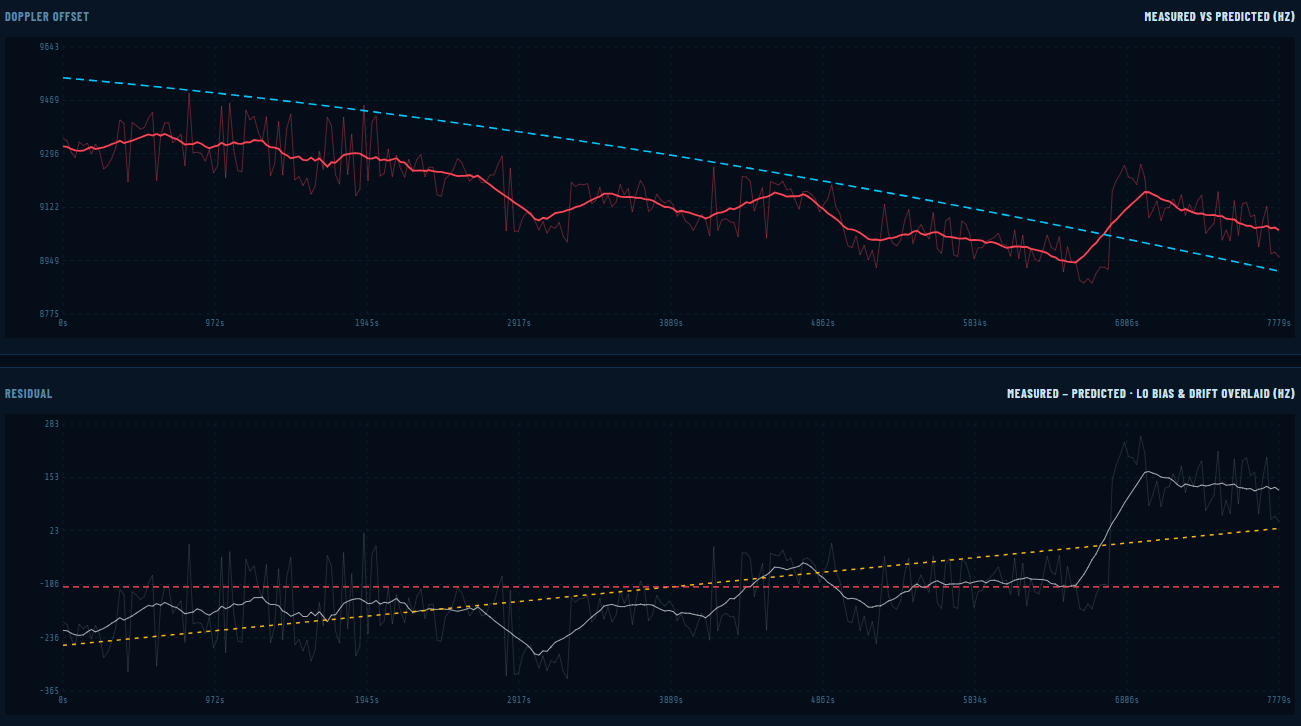 DOPPLER OFFSET
MEASURED VS PREDICTED (HZ)
9643
9469
9296
9122
8949
8775
0s 972s 1945s 2917s 3889s 4862s 5834s 6806s 7779s
RESIDUAL
MEASURED – PREDICTED · LO BIAS & DRIFT OVERLAID (HZ)
283
153
23
-106
-236
-365
0s 972s 1945s 2917s 3889s 4862s 5834s 6806s 7779s